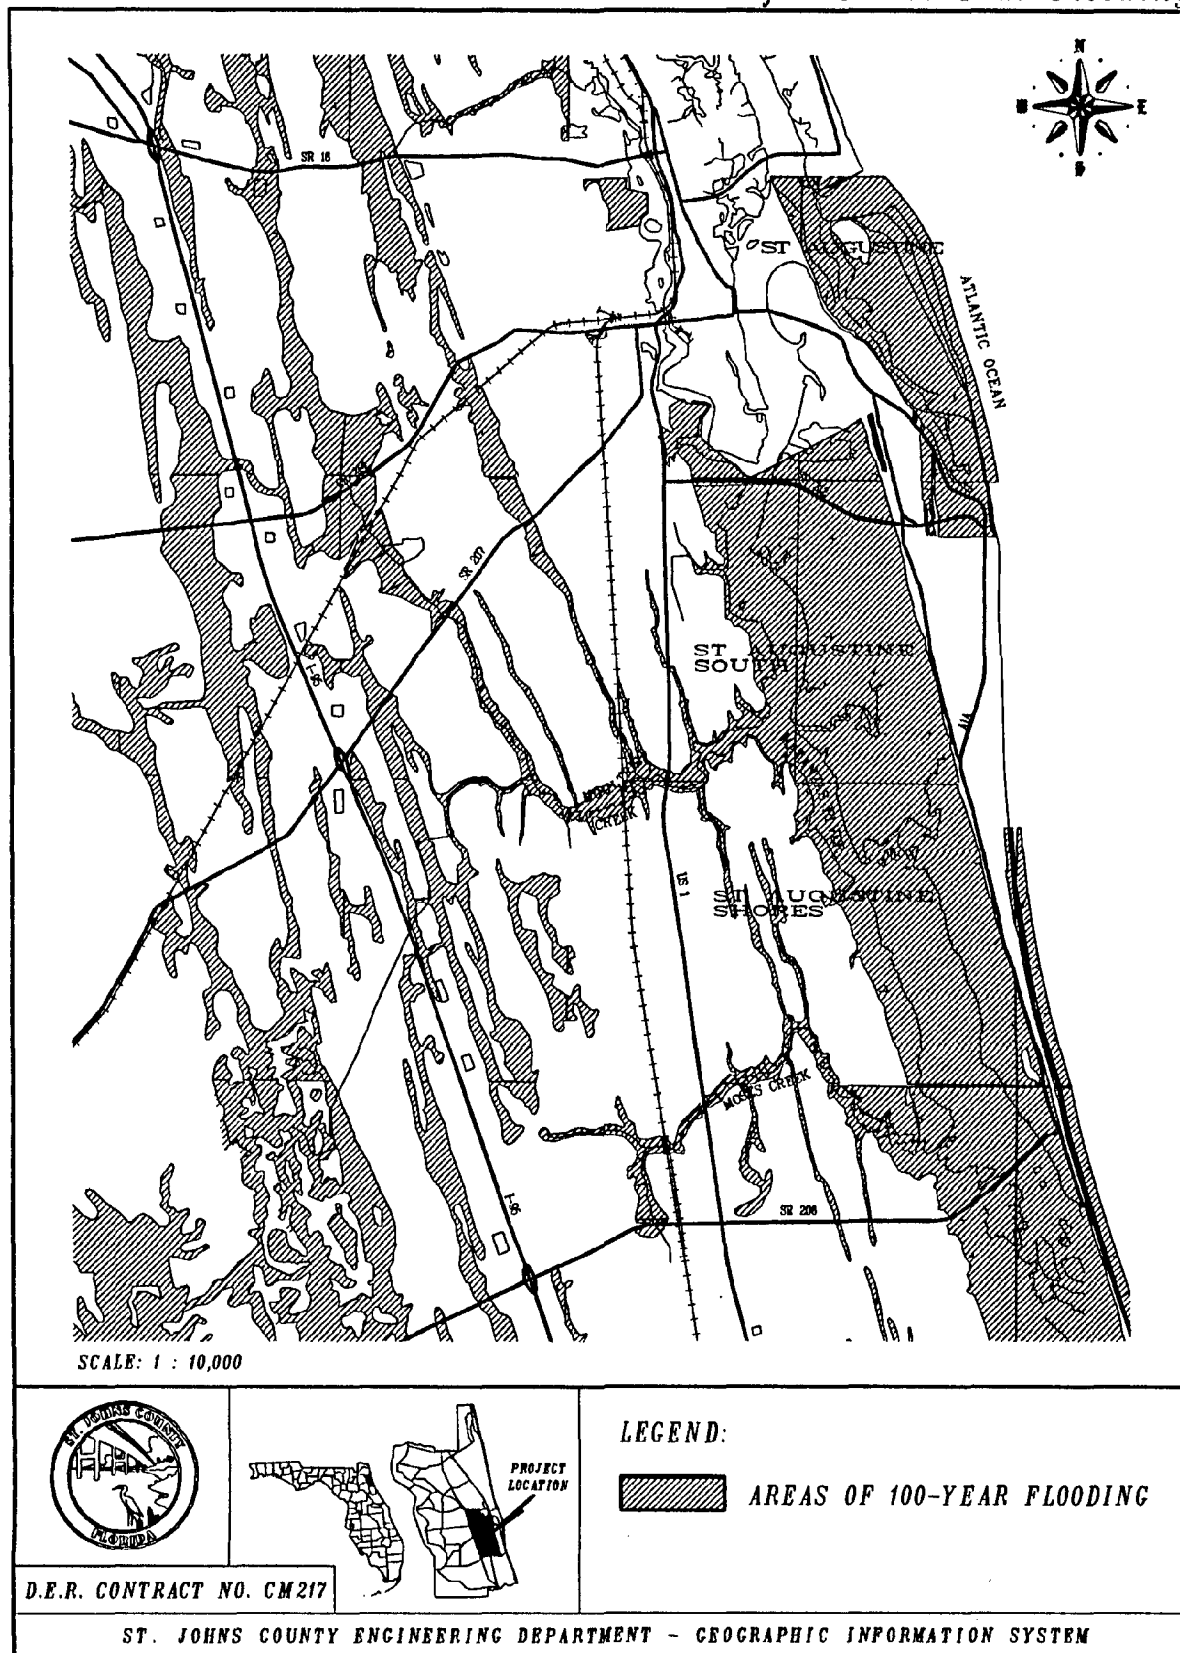 N
E
S
SR 16
ST AUGUSTINE
ATLANTIC OCEAN
SR 207
ST AUGUSTINE
SOUTH
I-95
A1A
MATANZAS RIVER
CREEK
US 1
ST AUGUSTINE
SHORES
MOSES CREEK
I-95
SR 206
SCALE: 1 : 10,000
ST. JOHNS COUNTY
FLORIDA
PROJECT
LOCATION
LEGEND:
AREAS OF 100-YEAR FLOODING
D.E.R. CONTRACT NO. CM217
ST. JOHNS COUNTY ENGINEERING DEPARTMENT - GEOGRAPHIC INFORMATION SYSTEM